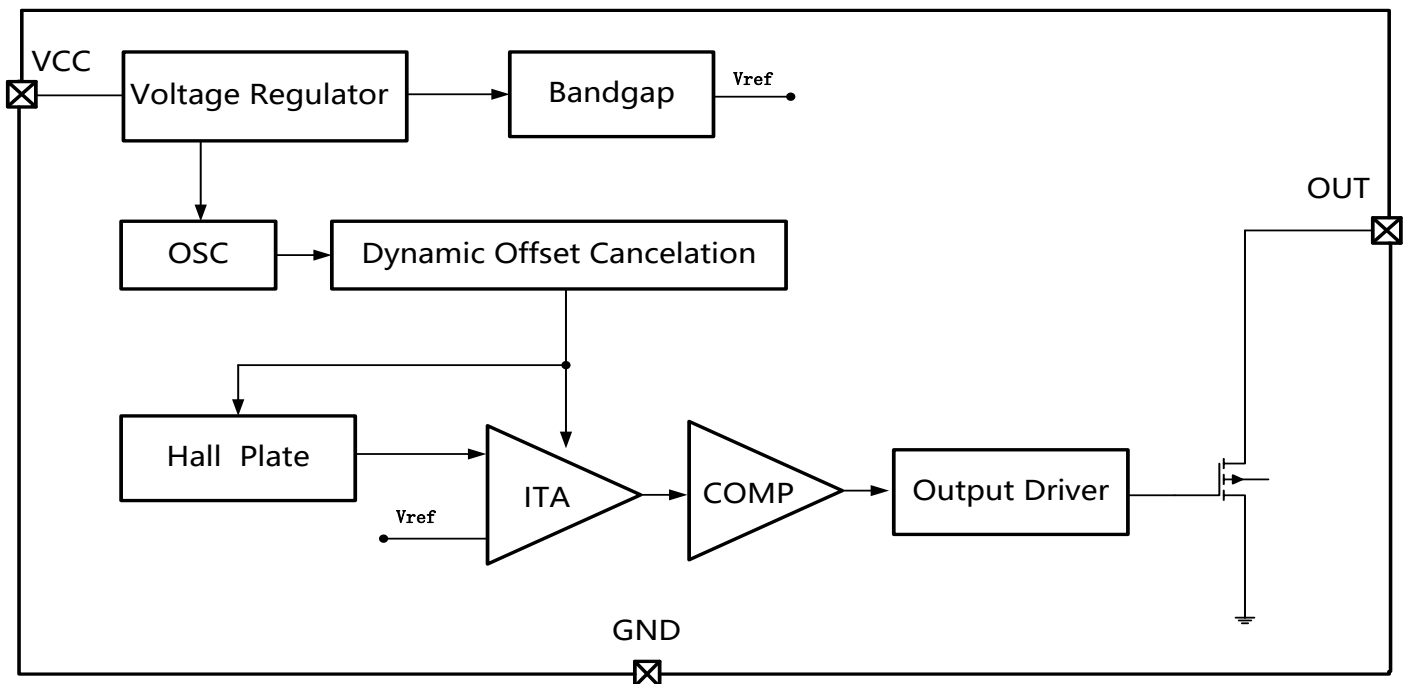 VCC
Voltage Regulator
Bandgap
Vref
OUT
OSC
Dynamic Offset Cancelation
Hall Plate
ITA
COMP
Output Driver
Vref
GND